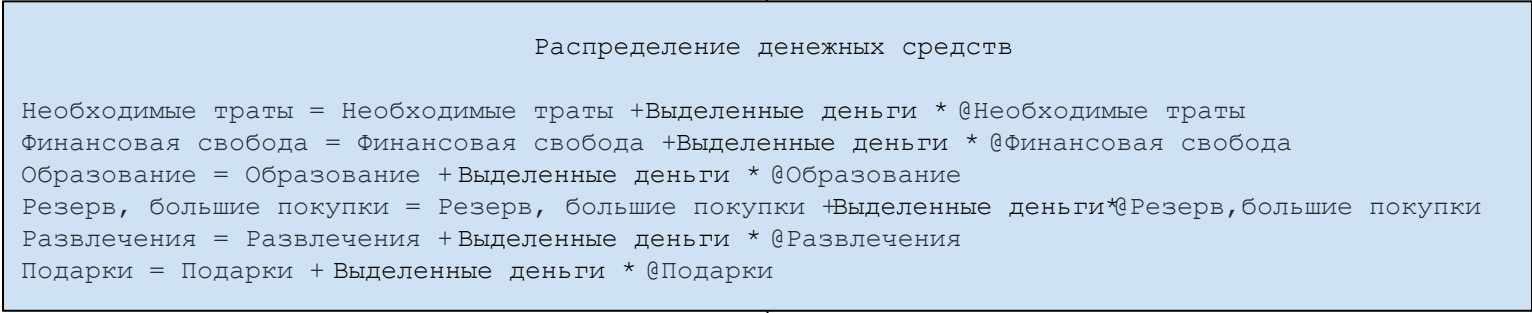 Распределение денежных средств
Необходимые траты = Необходимые траты +Выделенные деньги * @Необходимые траты
Финансовая свобода = Финансовая свобода +Выделенные деньги * @Финансовая свобода
Образование = Образование + Выделенные деньги * @Образование
Резерв, большие покупки = Резерв, большие покупки +Выделенные деньги*@Резерв,большие покупки
Развлечения = Развлечения + Выделенные деньги * @Развлечения
Подарки = Подарки + Выделенные деньги * @Подарки